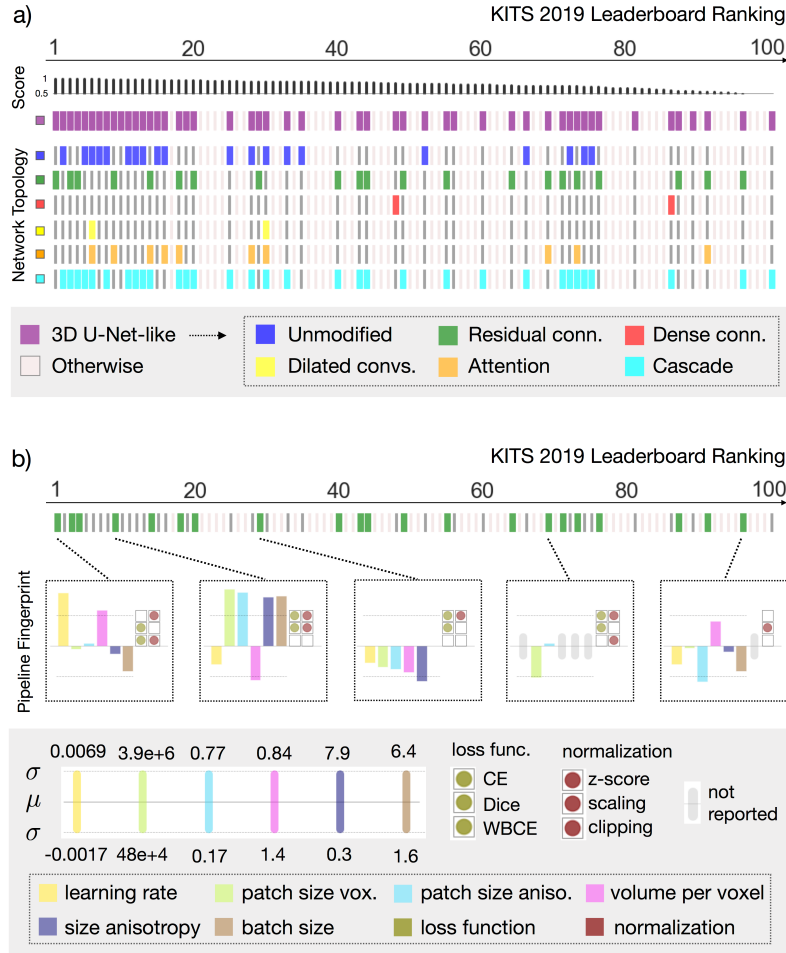 a)
KITS 2019 Leaderboard Ranking
1 20 40 60 80 100
Score
1
0.5
Network Topology
3D U-Net-like
Unmodified
Residual conn.
Dense conn.
Otherwise
Dilated convs.
Attention
Cascade
b)
KITS 2019 Leaderboard Ranking
1 20 40 60 80 100
Pipeline Fingerprint
0.0069 3.9e+6 0.77 0.84 7.9 6.4
σ
μ
σ
-0.0017 48e+4 0.17 1.4 0.3 1.6
loss func.
CE
Dice
WBCE
normalization
z-score
scaling
clipping
not
reported
learning rate
patch size vox.
patch size aniso.
volume per voxel
size anisotropy
batch size
loss function
normalization